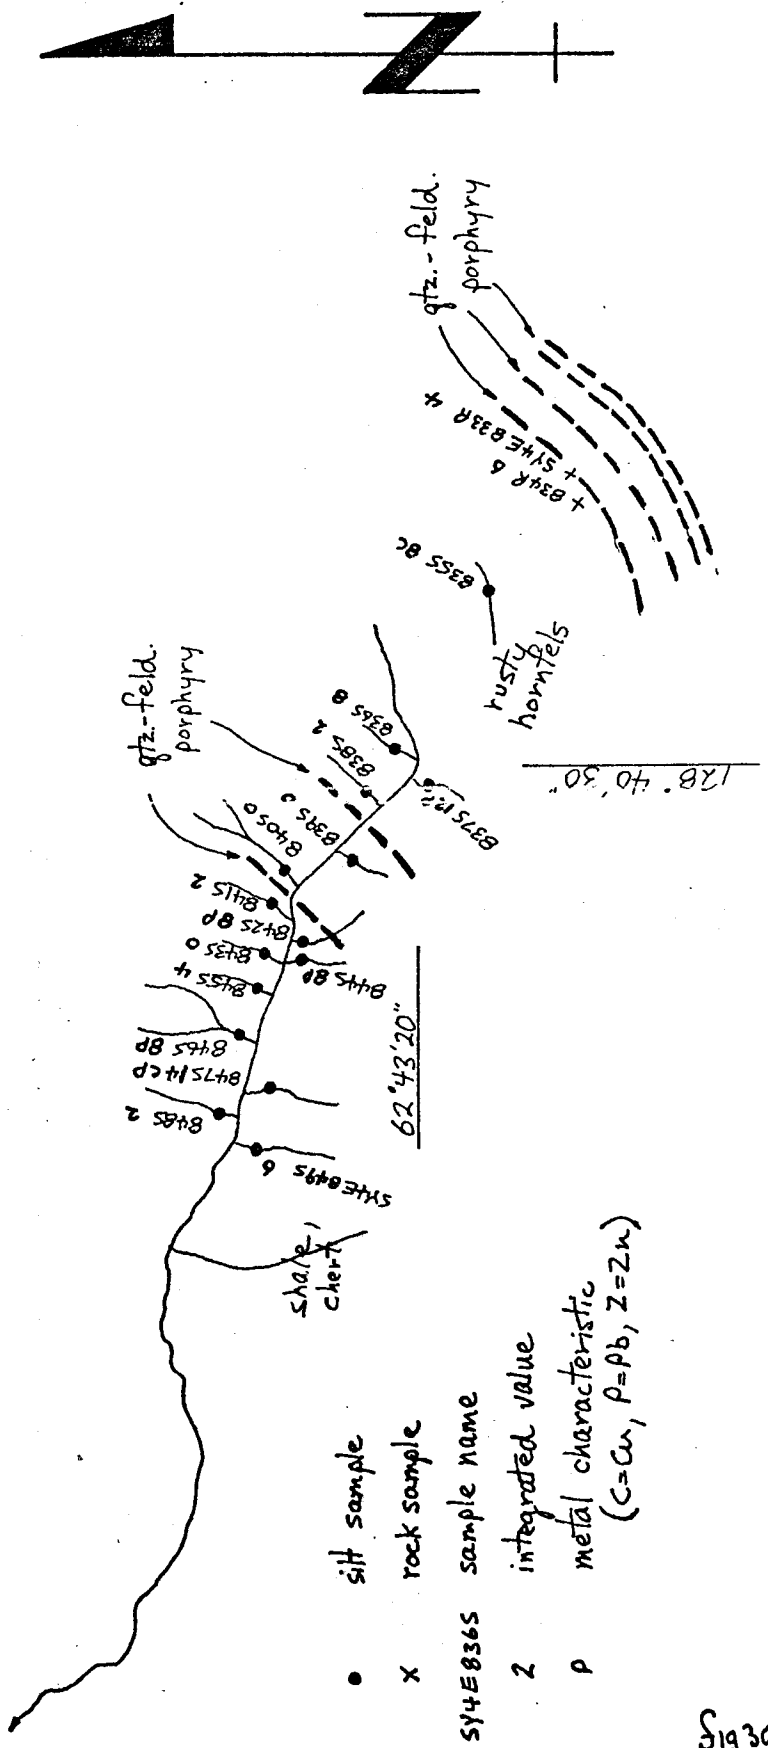 N
qtz.-feld.
porphyry
SY4E833R 4
834R 6
835S 8C
rusty
hornfels
qtz.-feld.
porphyry
836S 8
838S 2
839S 0
840S 0
841S 2
842S 8P
843S 0
844S 8P
845S 4
846S 8P
847S 14 CP
848S 2
SY4E849S 6
128°40'30"
62°43'20"
shale,
chert
silt sample
x rock sample
SY4E836S sample name
2 integrated value
P metal characteristic
(C=Cu, P=Pb, Z=Zn)